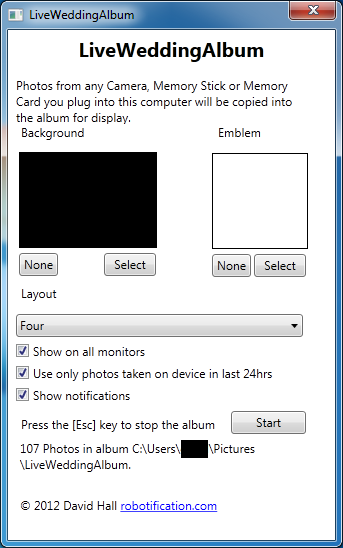 LiveWeddingAlbum
LiveWeddingAlbum
Photos from any Camera, Memory Stick or Memory
Card you plug into this computer will be copied into
the album for display.
Background Emblem
None Select None Select
Layout
Four
Show on all monitors
Use only photos taken on device in last 24hrs
Show notifications
Press the [Esc] key to stop the album Start
107 Photos in album C:\Users\ \Pictures
\LiveWeddingAlbum.
© 2012 David Hall robotification.com